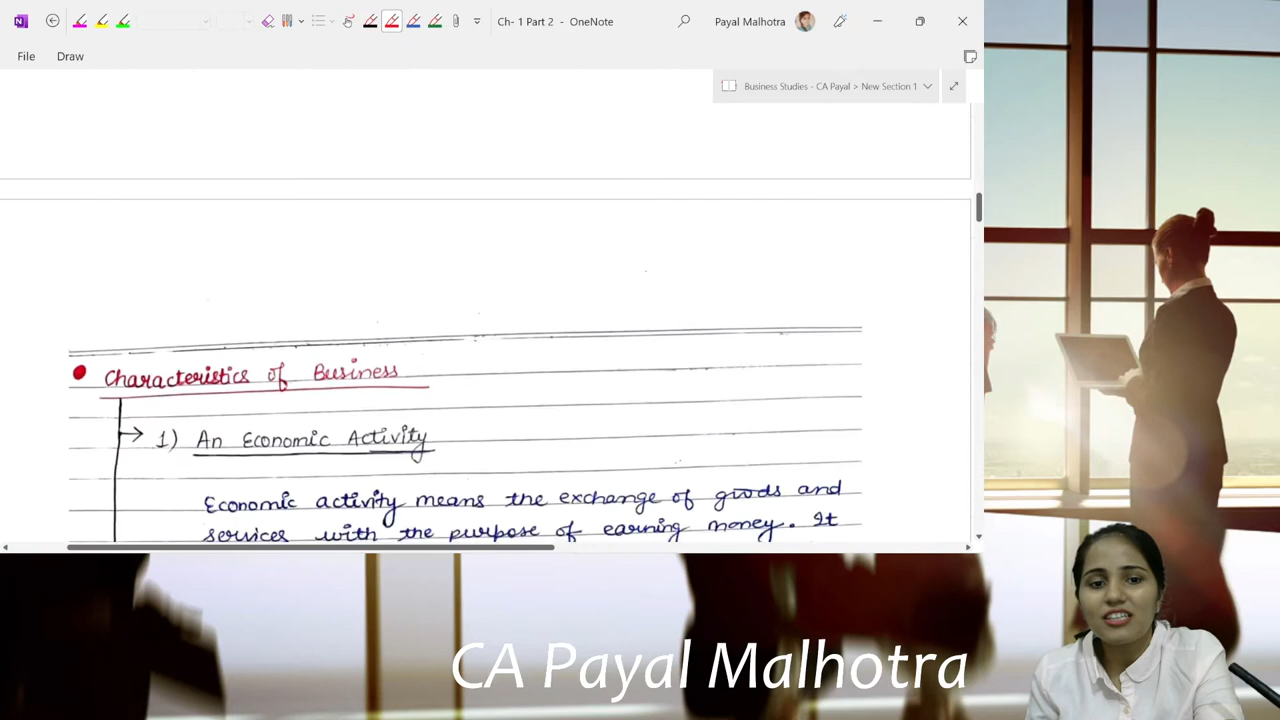 Ch- 1 Part 2 - OneNote
Payal Malhotra
File
Draw
Business Studies - CA Payal > New Section 1
Characteristics of Business
1) An Economic Activity
Economic activity means the exchange of goods and
services with the purpose of earning money. It
CA Payal Malhotra